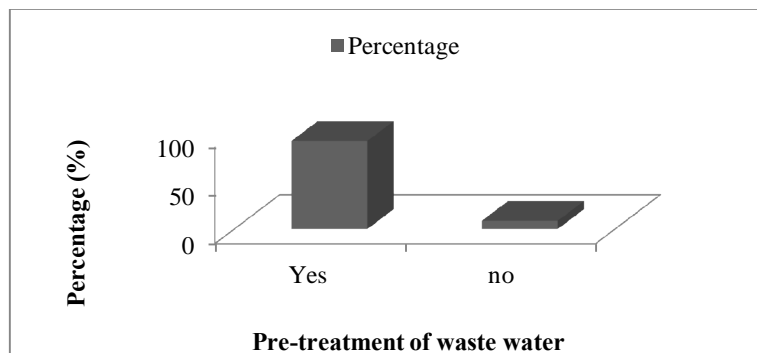 Percentage
Percentage (%)
100
50
0
Yes
no
Pre-treatment of waste water